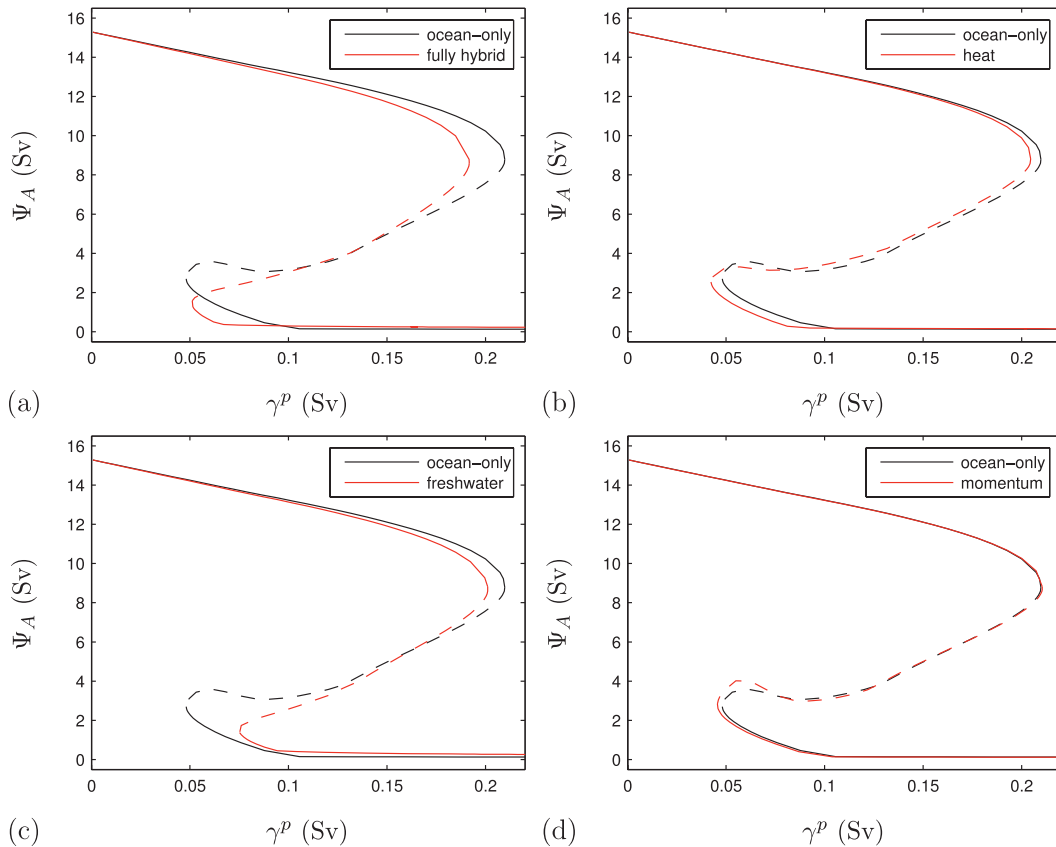 ocean−only
fully hybrid
16
14
12
10
8
6
4
2
0
Ψ_A (Sv)
0
0.05
0.1
0.15
0.2
(a)
γ^p (Sv)
ocean−only
heat
16
14
12
10
8
6
4
2
0
Ψ_A (Sv)
0
0.05
0.1
0.15
0.2
(b)
γ^p (Sv)
ocean−only
freshwater
16
14
12
10
8
6
4
2
0
Ψ_A (Sv)
0
0.05
0.1
0.15
0.2
(c)
γ^p (Sv)
ocean−only
momentum
16
14
12
10
8
6
4
2
0
Ψ_A (Sv)
0
0.05
0.1
0.15
0.2
(d)
γ^p (Sv)